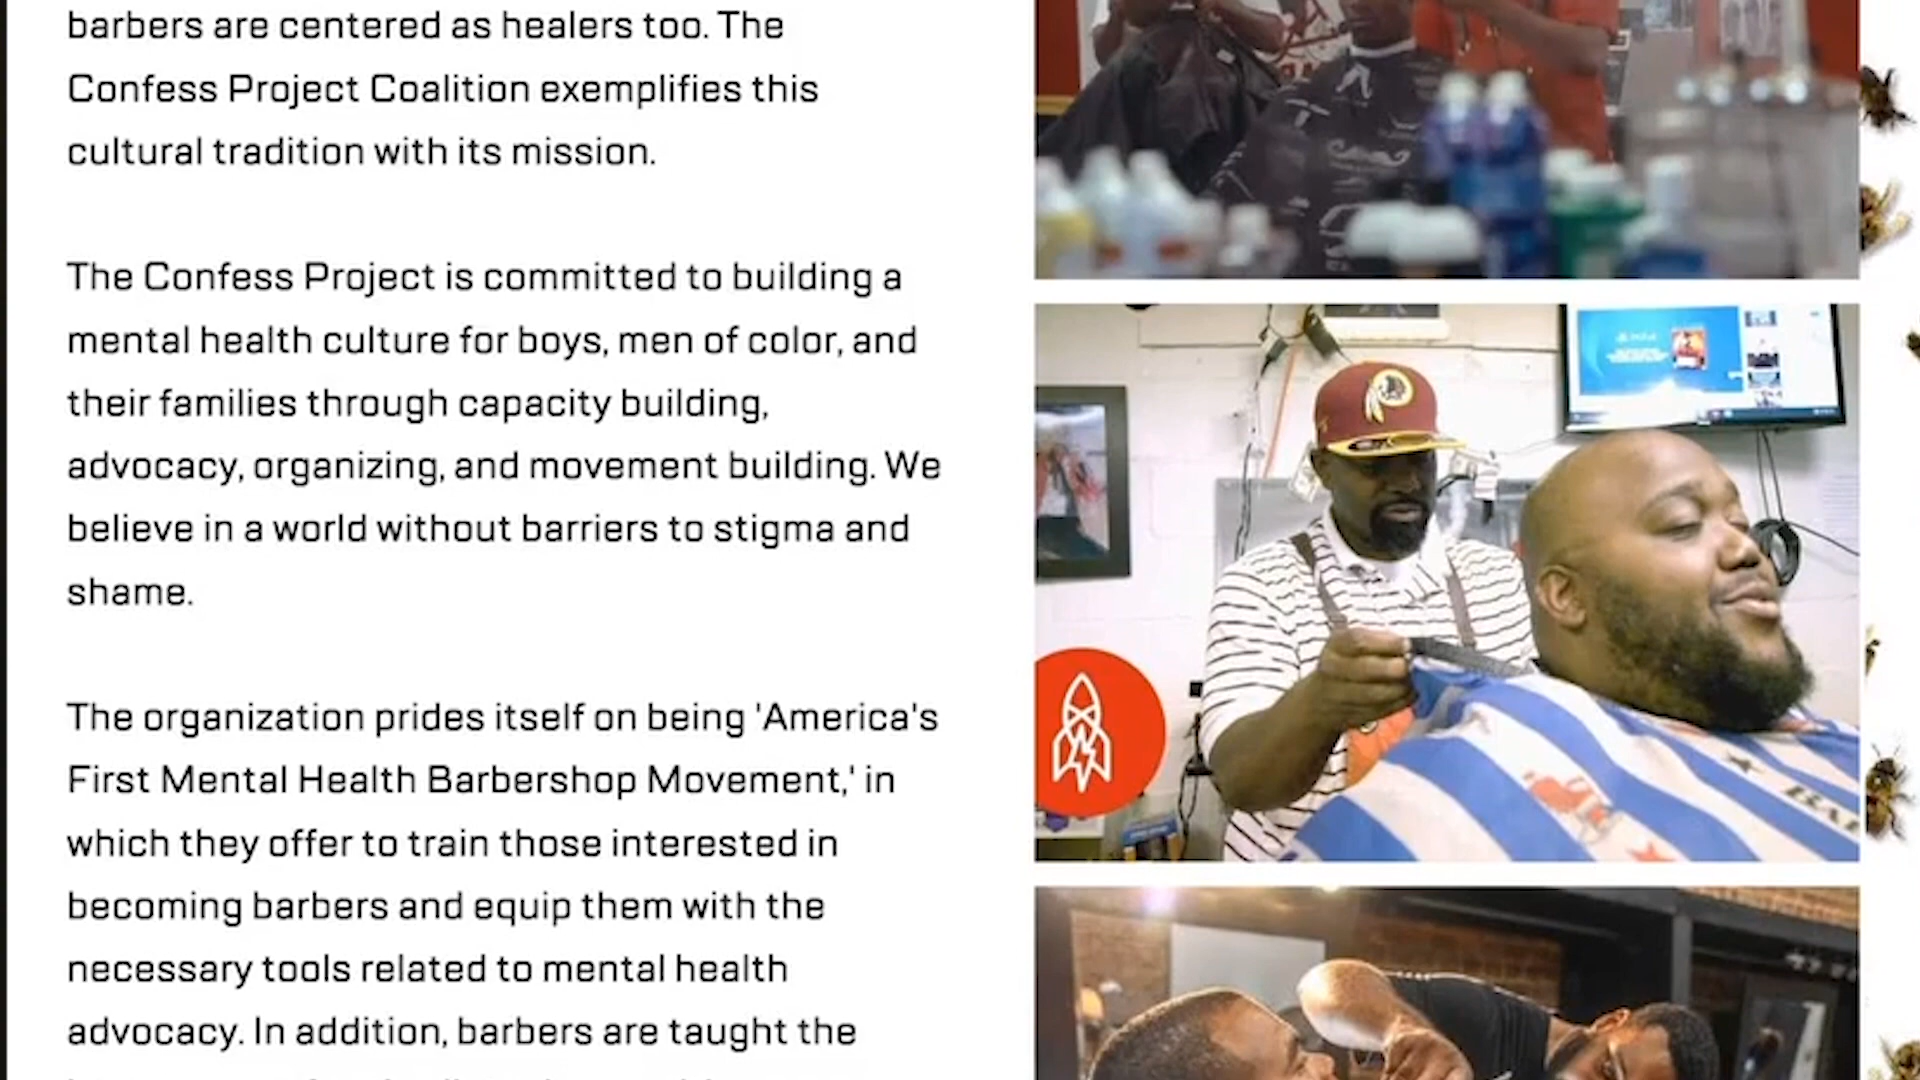 barbers are centered as healers too. The
Confess Project Coalition exemplifies this
cultural tradition with its mission.
The Confess Project is committed to building a
mental health culture for boys, men of color, and
their families through capacity building,
advocacy, organizing, and movement building. We
believe in a world without barriers to stigma and
shame.
The organization prides itself on being 'America's
First Mental Health Barbershop Movement,' in
which they offer to train those interested in
becoming barbers and equip them with the
necessary tools related to mental health
advocacy. In addition, barbers are taught the